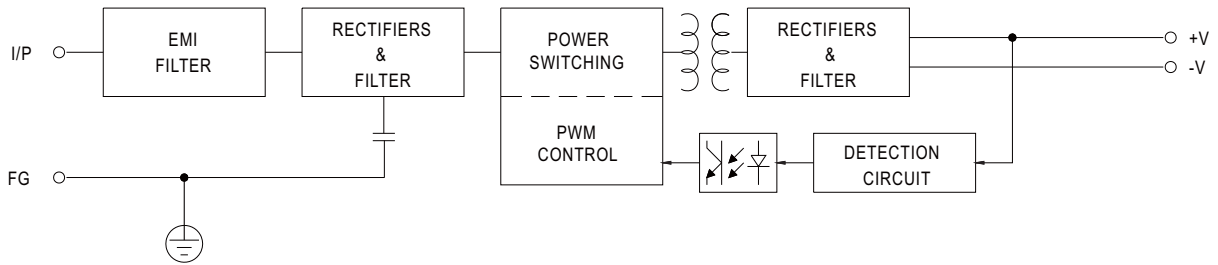 I/P
EMI
FILTER
RECTIFIERS
&
FILTER
POWER
SWITCHING
PWM
CONTROL
RECTIFIERS
&
FILTER
+V
-V
DETECTION
CIRCUIT
FG